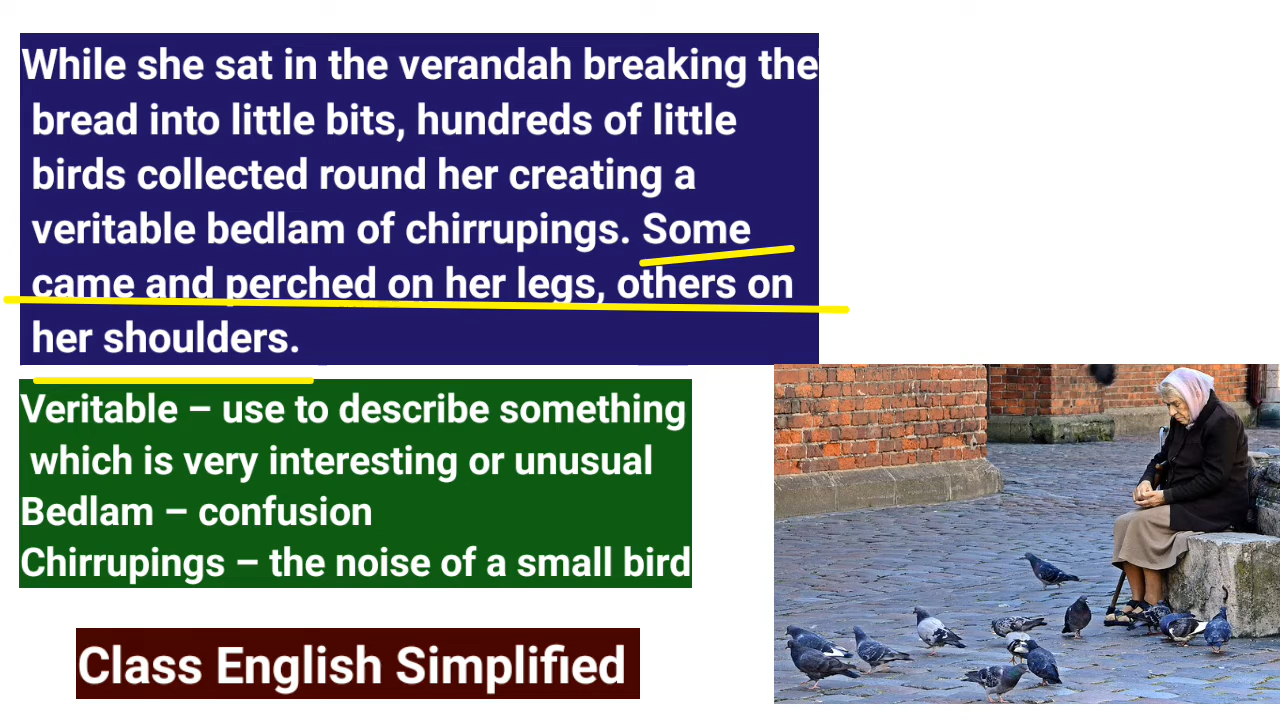 While she sat in the verandah breaking the
bread into little bits, hundreds of little
birds collected round her creating a
veritable bedlam of chirrupings. Some
came and perched on her legs, others on
her shoulders.
Veritable – use to describe something
which is very interesting or unusual
Bedlam – confusion
Chirrupings – the noise of a small bird
Class English Simplified